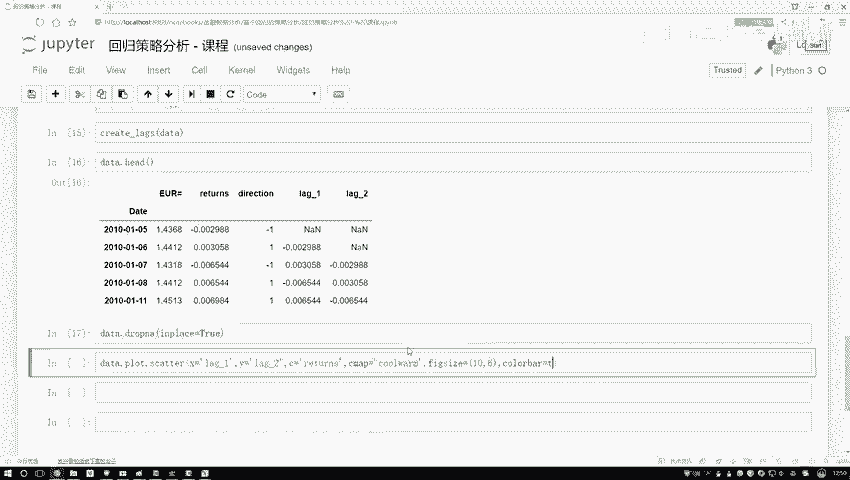 localhost:8888/notebooks/
jupyter 回归策略分析 - 课程 (unsaved changes)
File Edit View Insert Cell Kernel Widgets Help
Trusted Python 3
Code
In [15] create_lags(data)
In [16] data.head()
Out[16]
EUR= returns direction lag_1 lag_2
Date
2010-01-05 1.4368 -0.002988 -1 NaN NaN
2010-01-06 1.4412 0.003058 1 -0.002988 NaN
2010-01-07 1.4318 -0.006544 -1 0.003058 -0.002988
2010-01-08 1.4412 0.006544 1 -0.006544 0.003058
2010-01-11 1.4513 0.006984 1 0.006544 -0.006544
In [17]: data.dropna(inplace=True)
In [ ] data.plot.scatter(x='lag_1',y='lag_2',c='returns',cmap='coolwarm',figsize=(10,6),colorbar=t
In [ ]
In [ ]
12:50